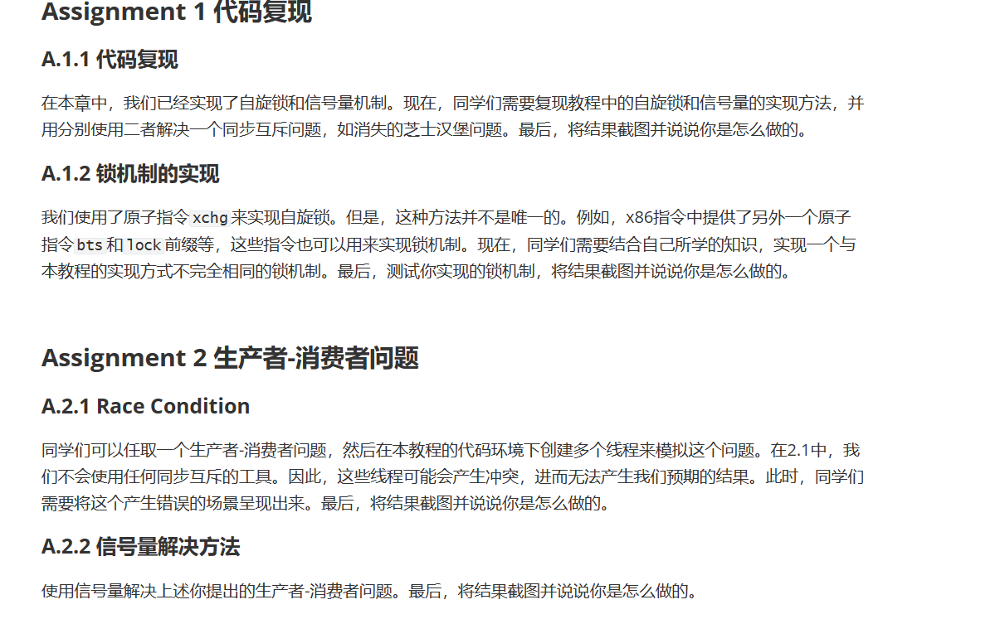 Assignment 1 代码复现
A.1.1 代码复现
在本章中，我们已经实现了自旋锁和信号量机制。现在，同学们需要复现教程中的自旋锁和信号量的实现方法，并
用分别使用二者解决一个同步互斥问题，如消失的芝士汉堡问题。最后，将结果截图并说说你是怎么做的。
A.1.2 锁机制的实现
我们使用了原子指令xchg来实现自旋锁。但是，这种方法并不是唯一的。例如，x86指令中提供了另外一个原子
指令bts和lock前缀等，这些指令也可以用来实现锁机制。现在，同学们需要结合自己所学的知识，实现一个与
本教程的实现方式不完全相同的锁机制。最后，测试你实现的锁机制，将结果截图并说说你是怎么做的。
Assignment 2 生产者-消费者问题
A.2.1 Race Condition
同学们可以任取一个生产者-消费者问题，然后在本教程的代码环境下创建多个线程来模拟这个问题。在2.1中，我
们不会使用任何同步互斥的工具。因此，这些线程可能会产生冲突，进而无法产生我们预期的结果。此时，同学们
需要将这个产生错误的场景呈现出来。最后，将结果截图并说说你是怎么做的。
A.2.2 信号量解决方法
使用信号量解决上述你提出的生产者-消费者问题。最后，将结果截图并说说你是怎么做的。